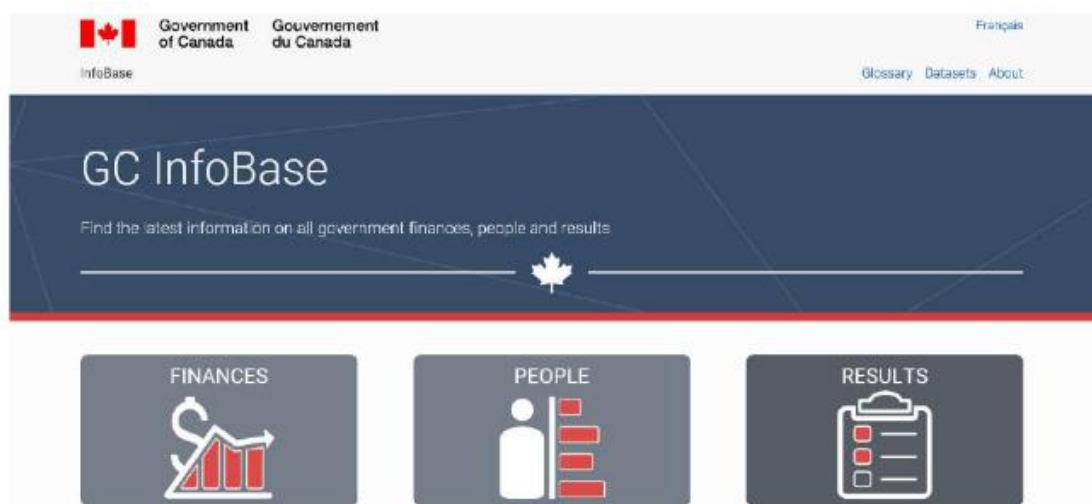 Government of Canada
Gouvernement du Canada
Français
InfoBase
Glossary Datasets About
GC InfoBase
Find the latest information on all government finances, people and results
FINANCES
PEOPLE
RESULTS